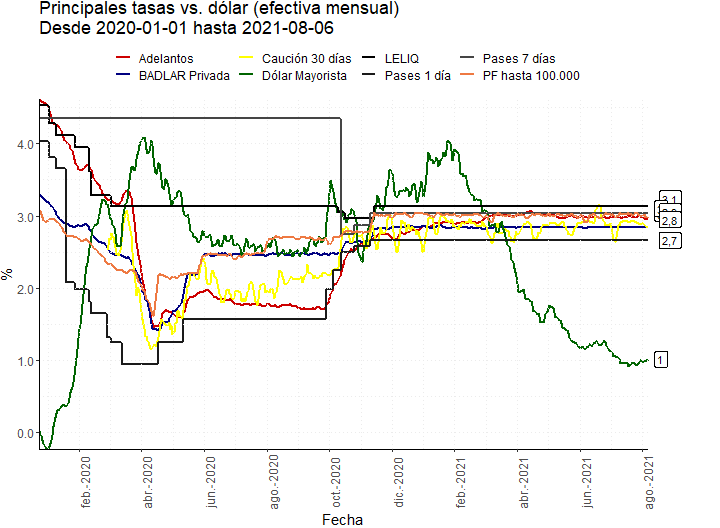 Principales tasas vs. dólar (efectiva mensual)
Desde 2020-01-01 hasta 2021-08-06
Adelantos Caución 30 días LELIQ Pases 7 días
BADLAR Privada Dólar Mayorista Pases 1 día PF hasta 100.000
4.0
3.0
2.0
1.0
0.0
%
2,8
2,7
1
feb.-2020 abr.-2020 jun.-2020 ago.-2020 oct.-2020 dic.-2020 feb.-2021 abr.-2021 jun.-2021 ago.-2021
Fecha